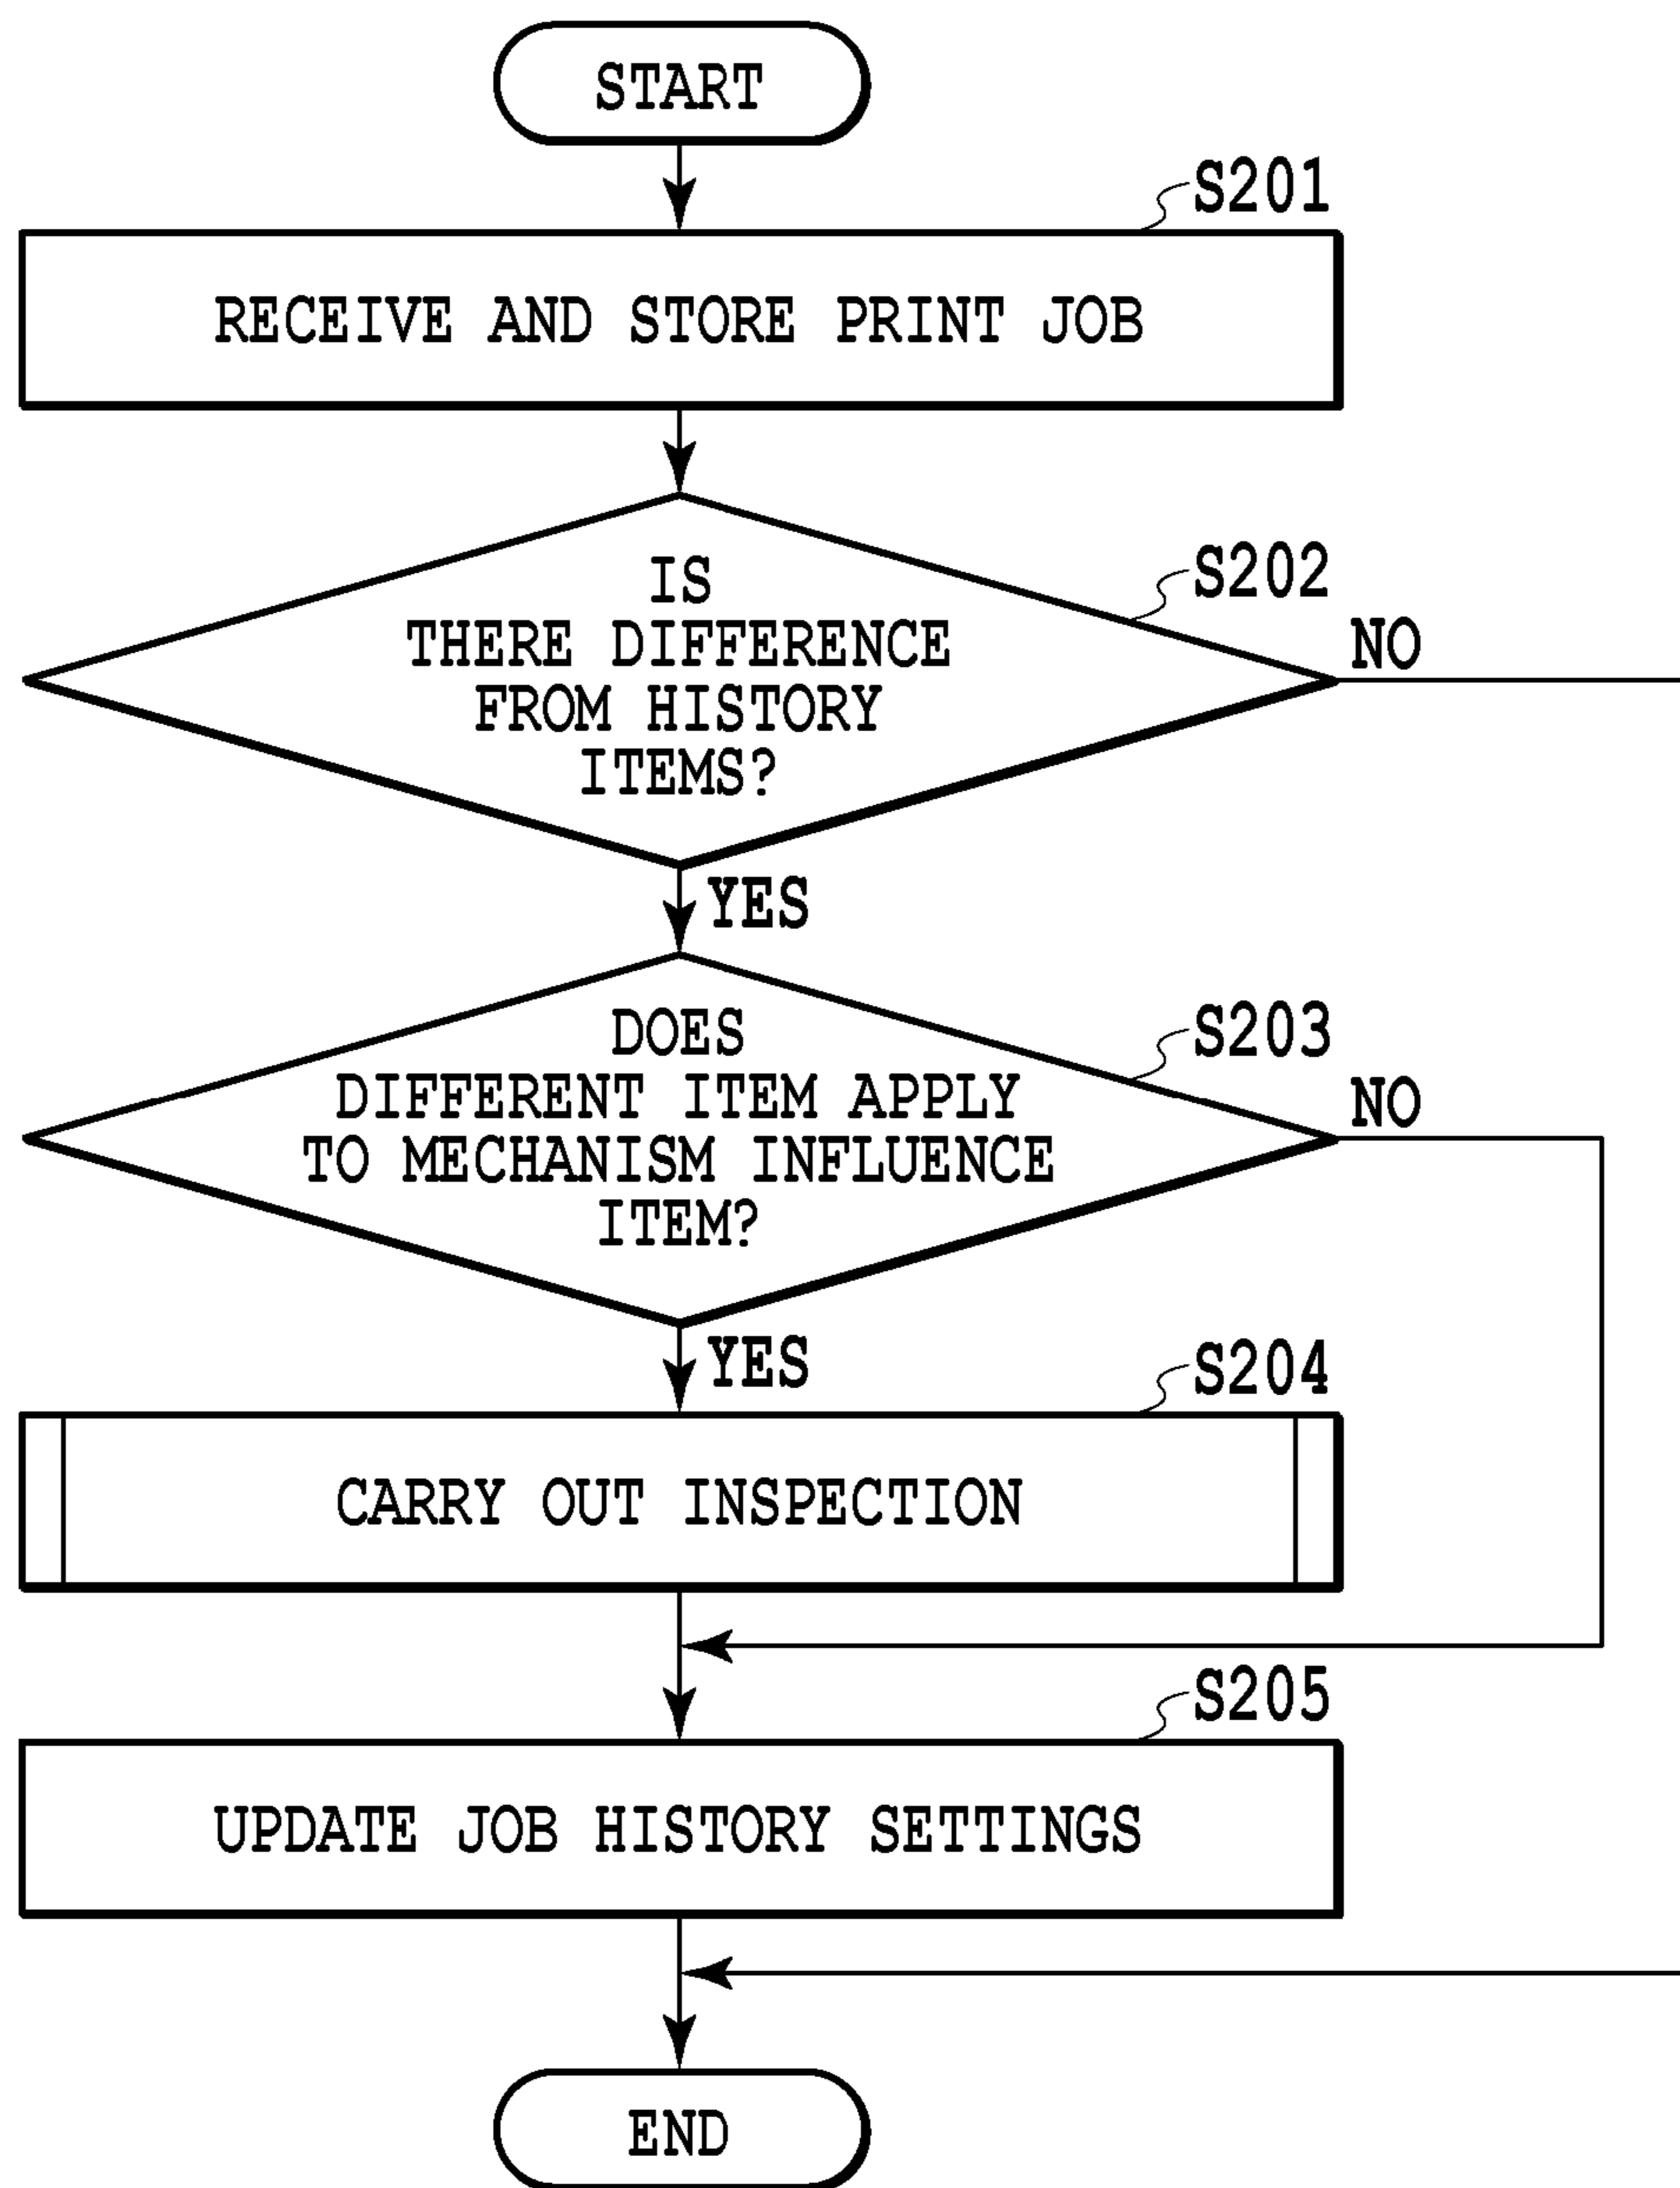 START
S201
RECEIVE AND STORE PRINT JOB
S202
IS
THERE DIFFERENCE
FROM HISTORY
ITEMS?
NO
YES
S203
DOES
DIFFERENT ITEM APPLY
TO MECHANISM INFLUENCE
ITEM?
NO
YES
S204
CARRY OUT INSPECTION
S205
UPDATE JOB HISTORY SETTINGS
END